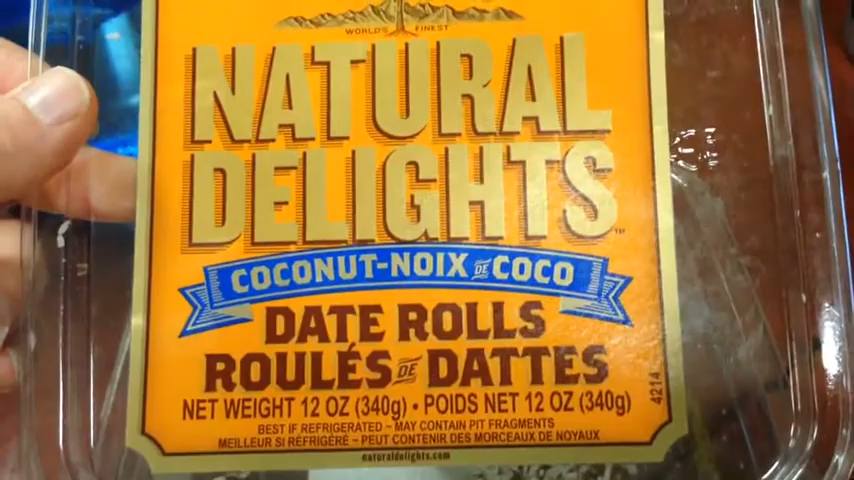 WORLD'S FINEST
NATURAL
DELIGHTS™
COCONUT-NOIX DE COCO
DATE ROLLS
ROULÉS DE DATTES
NET WEIGHT 12 OZ (340g) • POIDS NET 12 OZ (340g)
BEST IF REFRIGERATED – MAY CONTAIN PIT FRAGMENTS
MEILLEUR SI RÉFRIGÉRÉ – PEUT CONTENIR DES MORCEAUX DE NOYAUX
naturaldelights.com
4214